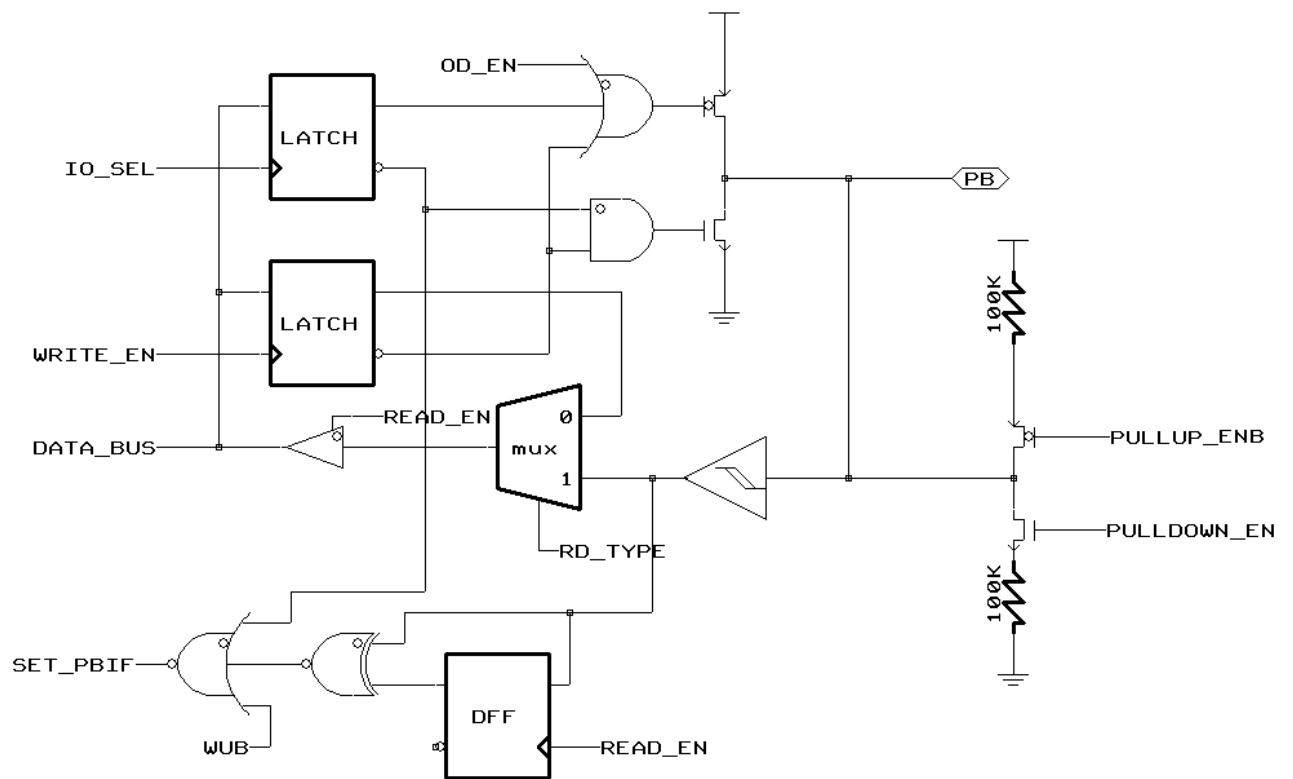 OD_EN
LATCH
IO_SEL
PB
100K
LATCH
WRITE_EN
READ_EN
0
DATA_BUS
mux
PULLUP_ENB
1
PULLDOWN_EN
RD_TYPE
100K
SET_PBIF
DFF
WUB
READ_EN